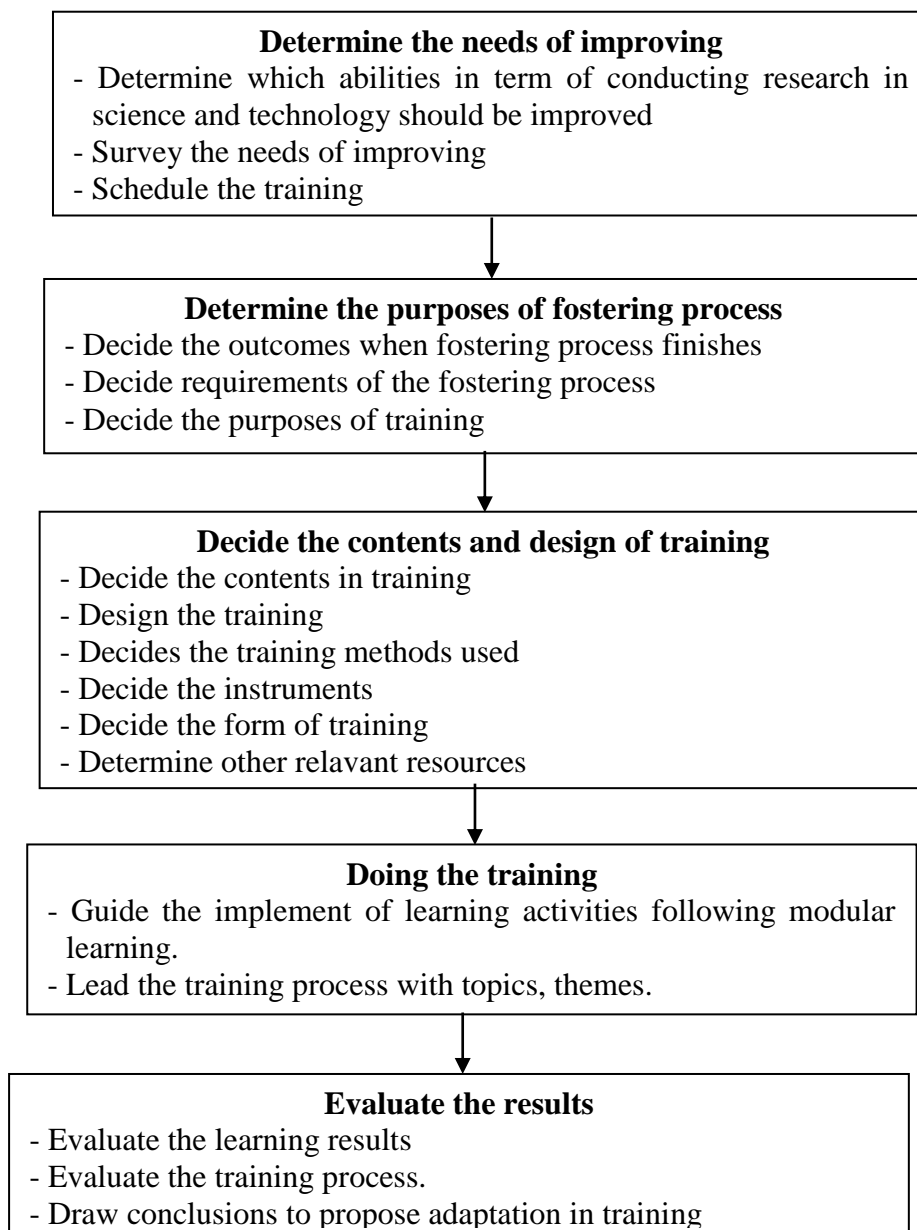 Determine the needs of improving
- Determine which abilities in term of conducting research in
science and technology should be improved
- Survey the needs of improving
- Schedule the training
Determine the purposes of fostering process
- Decide the outcomes when fostering process finishes
- Decide requirements of the fostering process
- Decide the purposes of training
Decide the contents and design of training
- Decide the contents in training
- Design the training
- Decides the training methods used
- Decide the instruments
- Decide the form of training
- Determine other relavant resources
Doing the training
- Guide the implement of learning activities following modular
learning.
- Lead the training process with topics, themes.
Evaluate the results
- Evaluate the learning results
- Evaluate the training process.
- Draw conclusions to propose adaptation in training